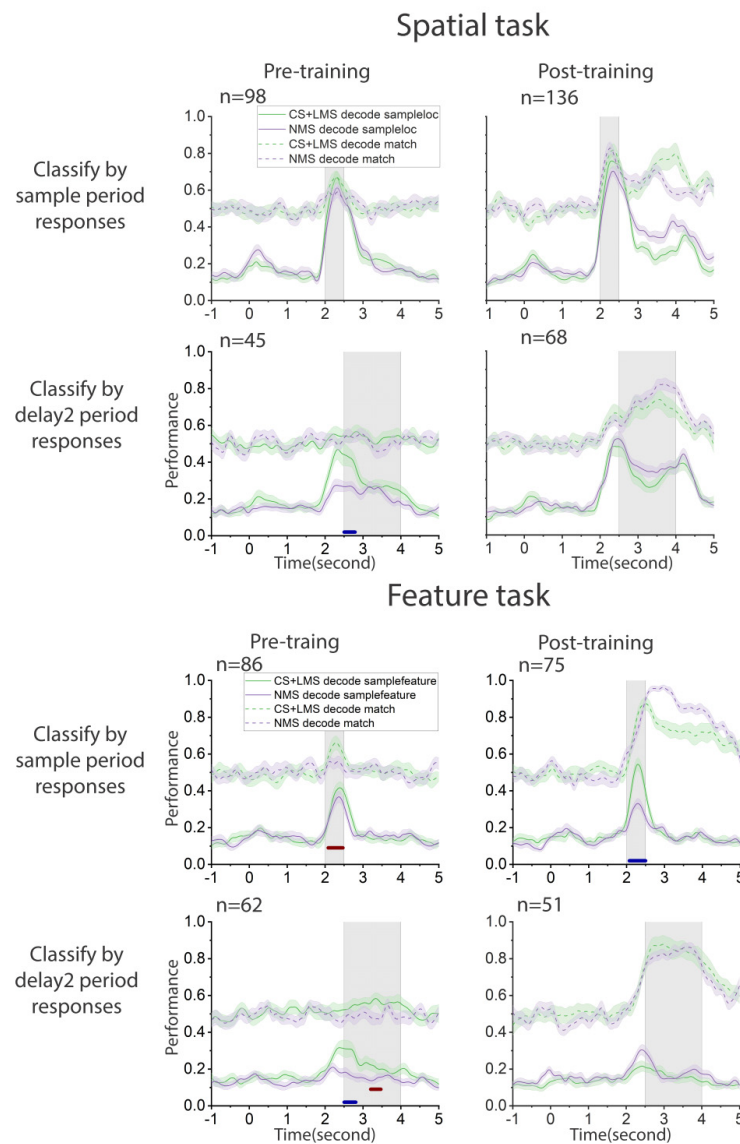 Spatial task
Pre-training
Post-training
n=98
n=136
Classify by
sample period
responses
CS+LMS decode sampleloc
NMS decode sampleloc
CS+LMS decode match
NMS decode match
1.0
0.8
0.6
0.4
0.2
0.0
-1 0 1 2 3 4 5
-1 0 1 2 3 4 5
n=45
n=68
Classify by
delay2 period
responses
Performance
1.0
0.8
0.6
0.4
0.2
0.0
-1 0 1 2 3 4 5
1 0 1 2 3 4 5
Time(second)
Time(second)
Feature task
Pre-traing
Post-training
n=86
n=75
Classify by
sample period
responses
Performance
CS+LMS decode samplefeature
NMS decode samplefeature
CS+LMS decode match
NMS decode match
1.0
0.8
0.6
0.4
0.2
0.0
-1 0 1 2 3 4 5
1.0
0.8
0.6
0.4
0.2
0.0
-1 0 1 2 3 4 5
n=62
n=51
Classify by
delay2 period
responses
Performance
1.0
0.8
0.6
0.4
0.2
0.0
-1 0 1 2 3 4 5
1.0
0.8
0.6
0.4
0.2
0.0
-1 0 1 2 3 4 5
Time(second)
Time(second)